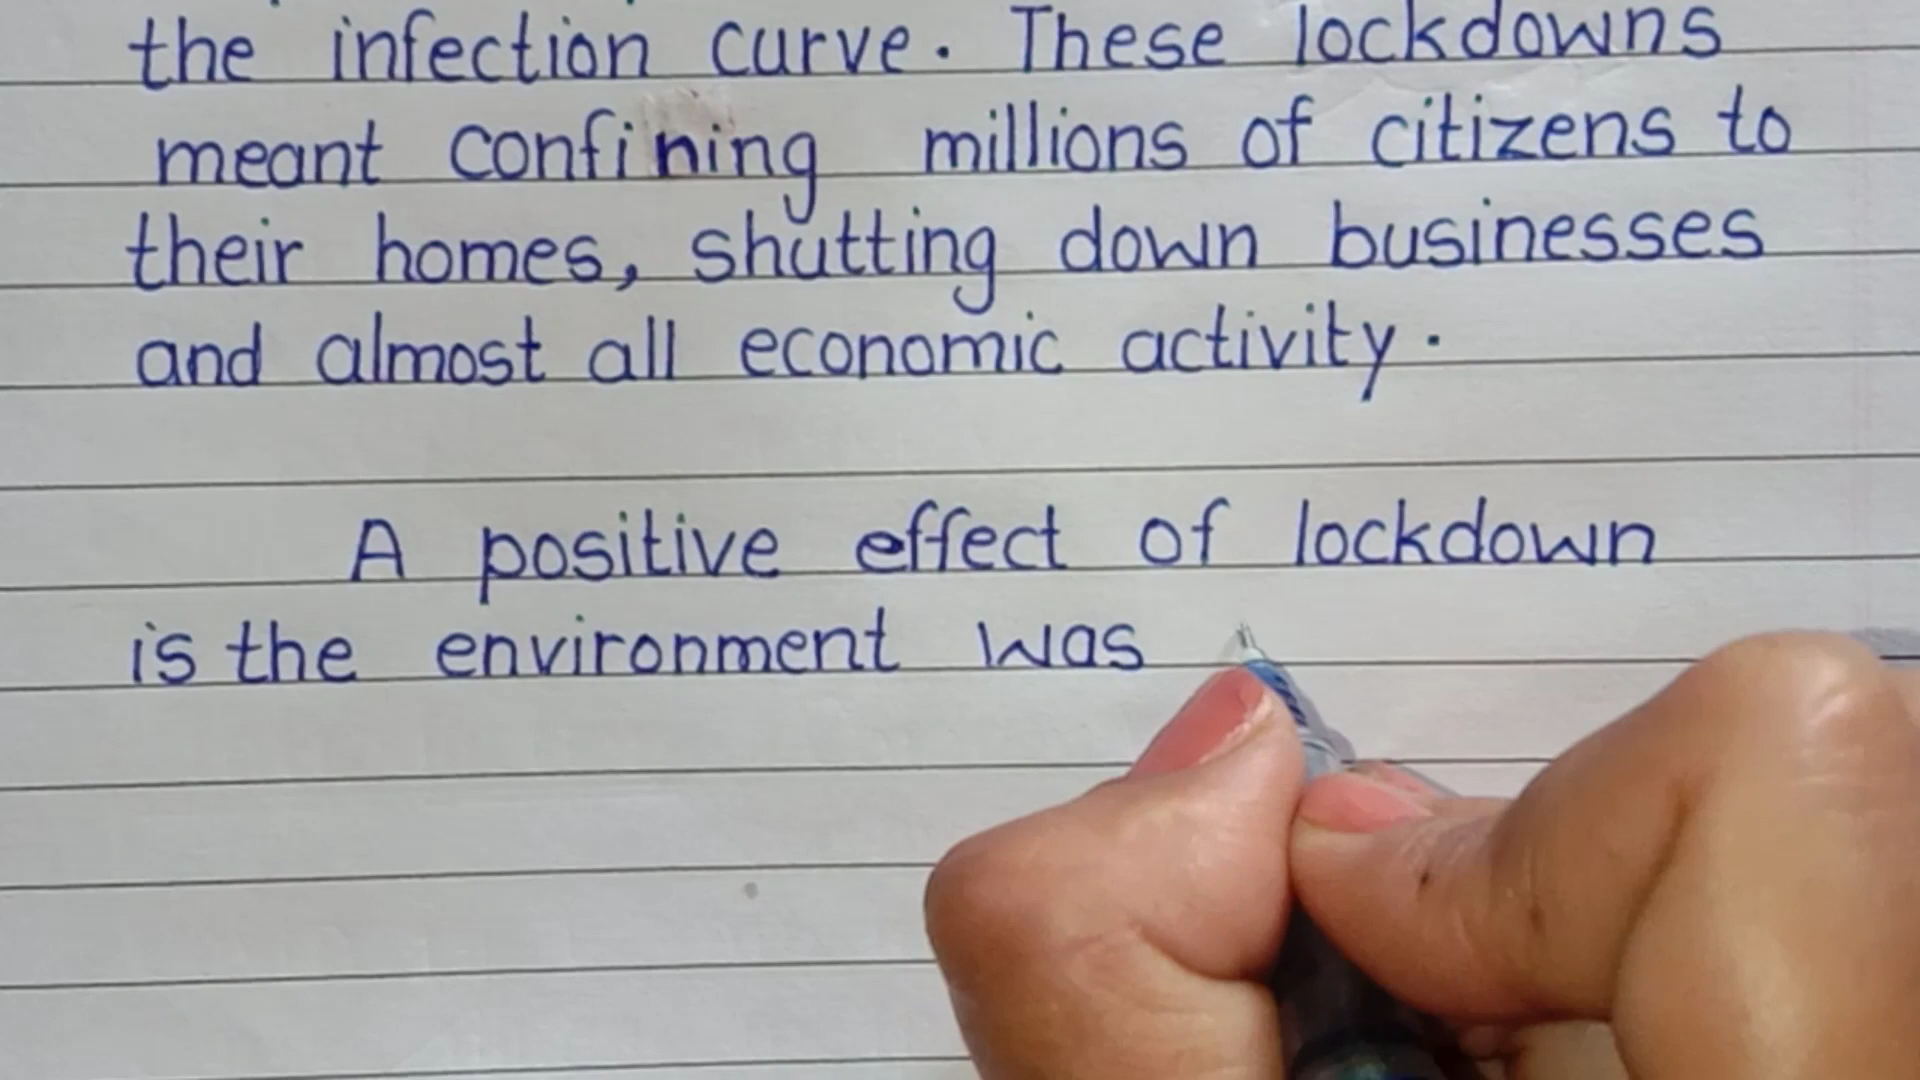 the infection curve. These lockdowns
meant confining millions of citizens to
their homes, shutting down businesses
and almost all economic activity.
A positive effect of lockdown
is the environment was